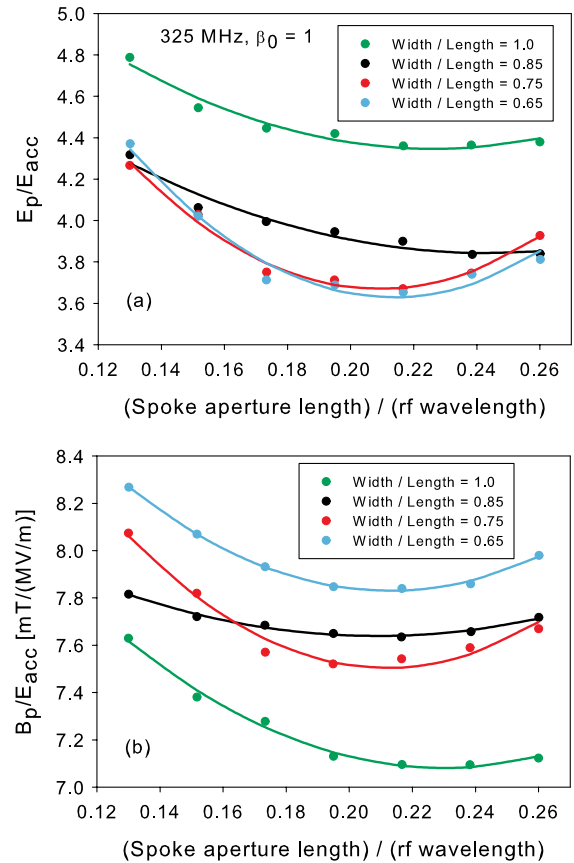 5.0
4.8
4.6
4.4
4.2
4.0
3.8
3.6
3.4
Ep/Eacc
325 MHz, β0 = 1
Width / Length = 1.0
Width / Length = 0.85
Width / Length = 0.75
Width / Length = 0.65
(a)
0.12 0.14 0.16 0.18 0.20 0.22 0.24 0.26
(Spoke aperture length) / (rf wavelength)
8.4
8.2
8.0
7.8
7.6
7.4
7.2
7.0
Bp/Eacc [mT/(MV/m)]
Width / Length = 1.0
Width / Length = 0.85
Width / Length = 0.75
Width / Length = 0.65
(b)
0.12 0.14 0.16 0.18 0.20 0.22 0.24 0.26
(Spoke aperture length) / (rf wavelength)